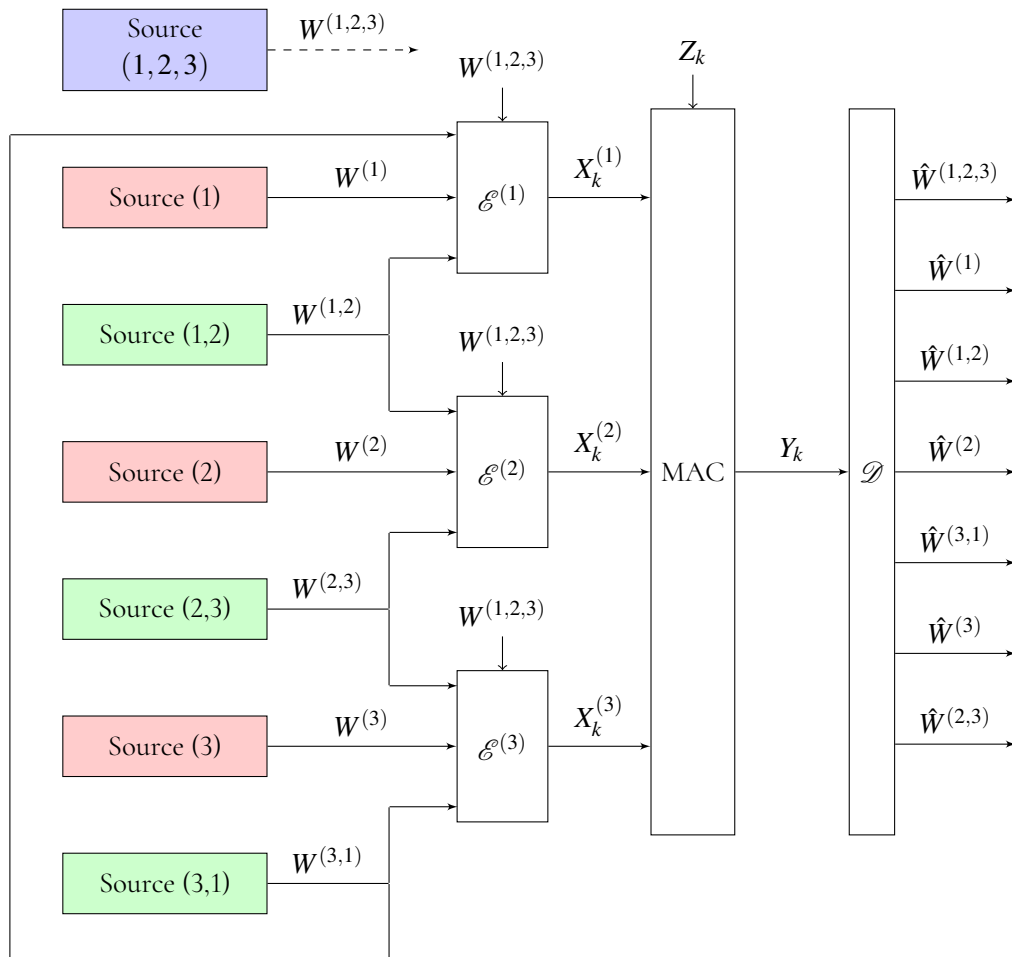 Source
(1,2,3)
W^{(1,2,3)}
Z_k
W^{(1,2,3)}
Source (1)
W^{(1)}
ℰ^{(1)}
X_k^{(1)}
Ŵ^{(1,2,3)}
Ŵ^{(1)}
Source (1,2)
W^{(1,2)}
W^{(1,2,3)}
Ŵ^{(1,2)}
Source (2)
W^{(2)}
ℰ^{(2)}
X_k^{(2)}
MAC
Y_k
𝒟
Ŵ^{(2)}
Ŵ^{(3,1)}
Source (2,3)
W^{(2,3)}
W^{(1,2,3)}
Ŵ^{(3)}
Source (3)
W^{(3)}
ℰ^{(3)}
X_k^{(3)}
Ŵ^{(2,3)}
Source (3,1)
W^{(3,1)}